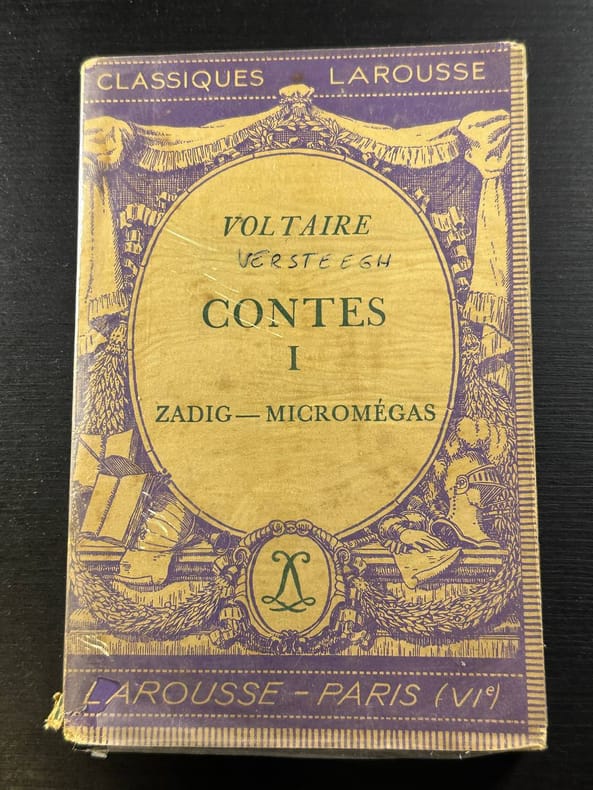 CLASSIQUES LAROUSSE
VOLTAIRE
VERSTEEGH
CONTES
I
ZADIG — MICROMÉGAS
LAROUSSE – PARIS (VIe)